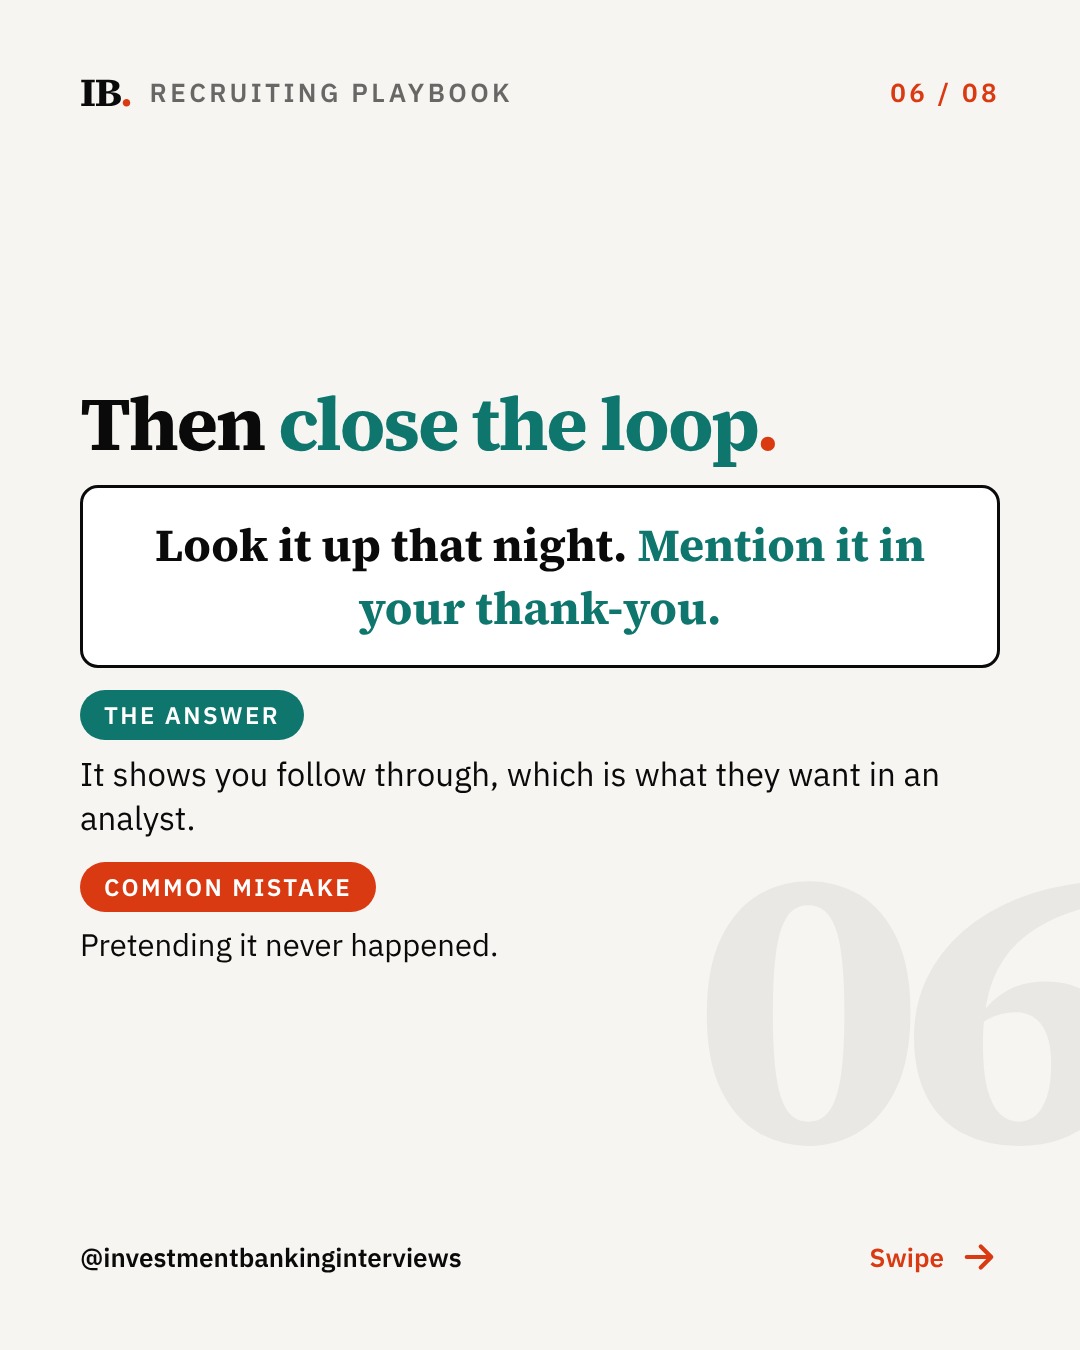 IB. RECRUITING PLAYBOOK
06 / 08
Then close the loop.
Look it up that night. Mention it in
your thank-you.
THE ANSWER
It shows you follow through, which is what they want in an
analyst.
COMMON MISTAKE
Pretending it never happened.
06
@investmentbankinginterviews
Swipe →